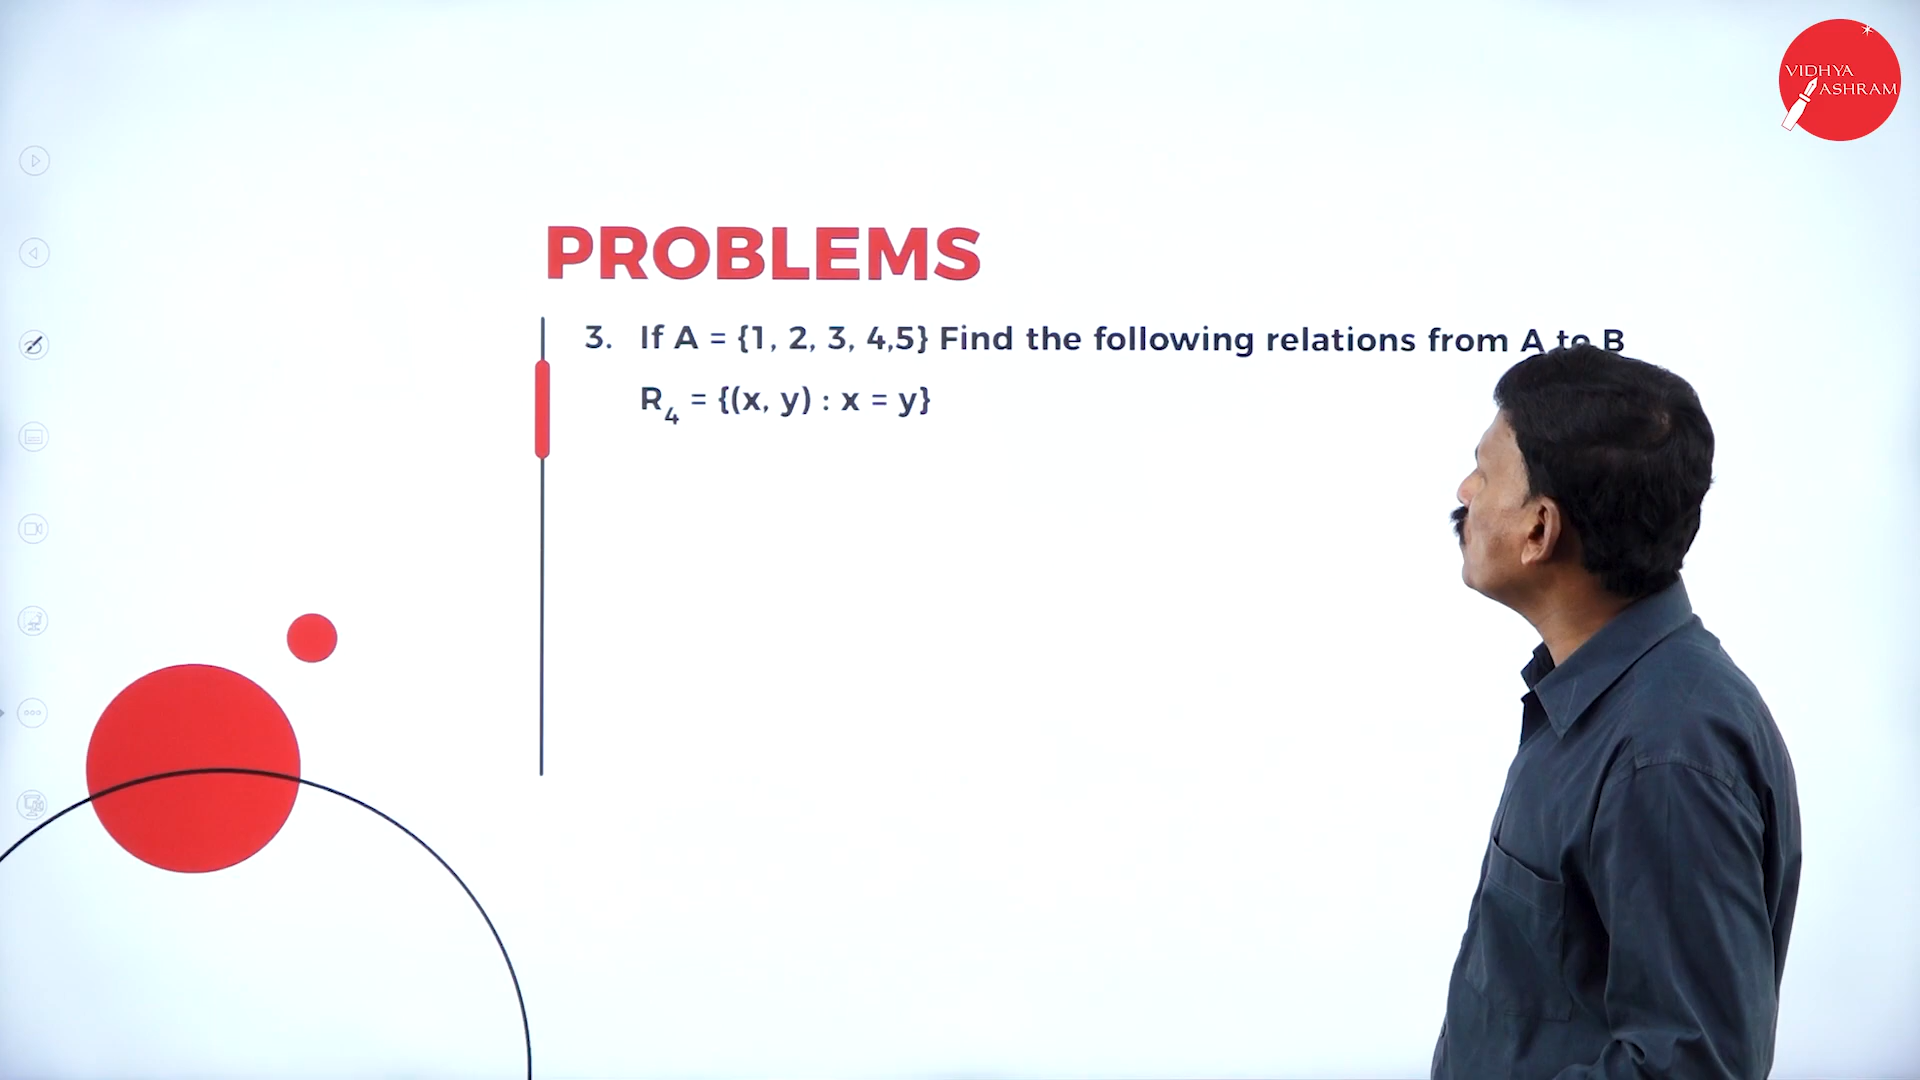 VIDHYA
ASHRAM
PROBLEMS
3. If A = {1, 2, 3, 4,5} Find the following relations from A to B
R₄ = {(x, y) : x = y}